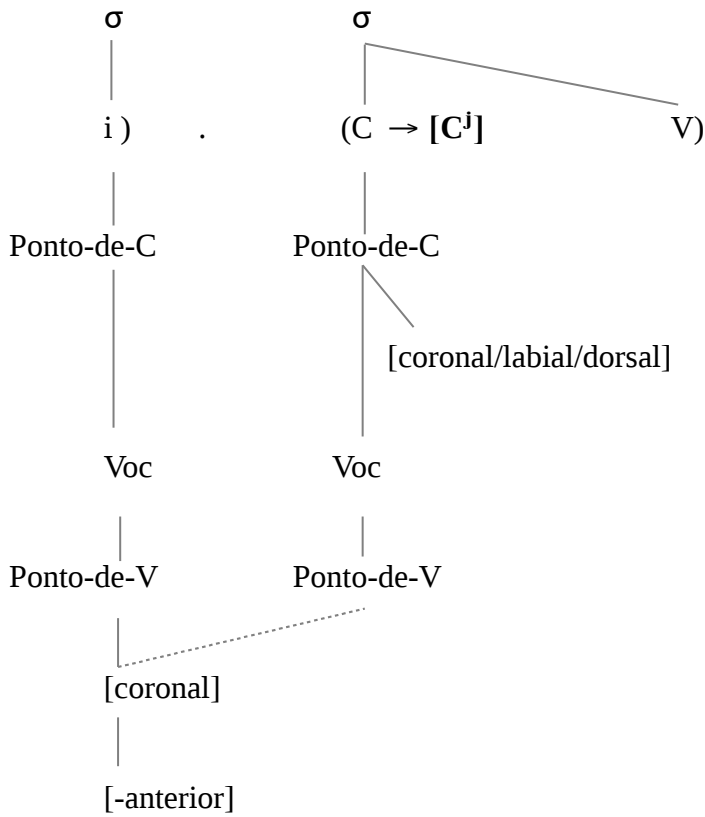 σ σ
i ) . (C → [Cʲ] V)
Ponto-de-C Ponto-de-C
[coronal/labial/dorsal]
Voc Voc
Ponto-de-V Ponto-de-V
[coronal]
[-anterior]